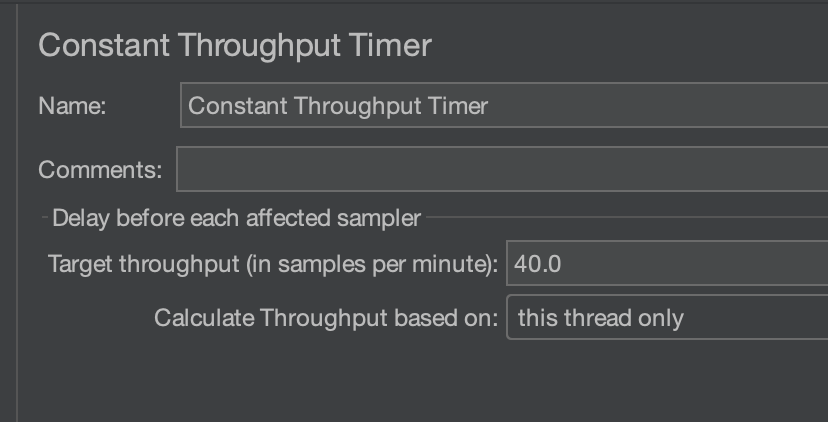 Constant Throughput Timer
Name: Constant Throughput Timer
Comments:
Delay before each affected sampler
Target throughput (in samples per minute): 40.0
Calculate Throughput based on: this thread only